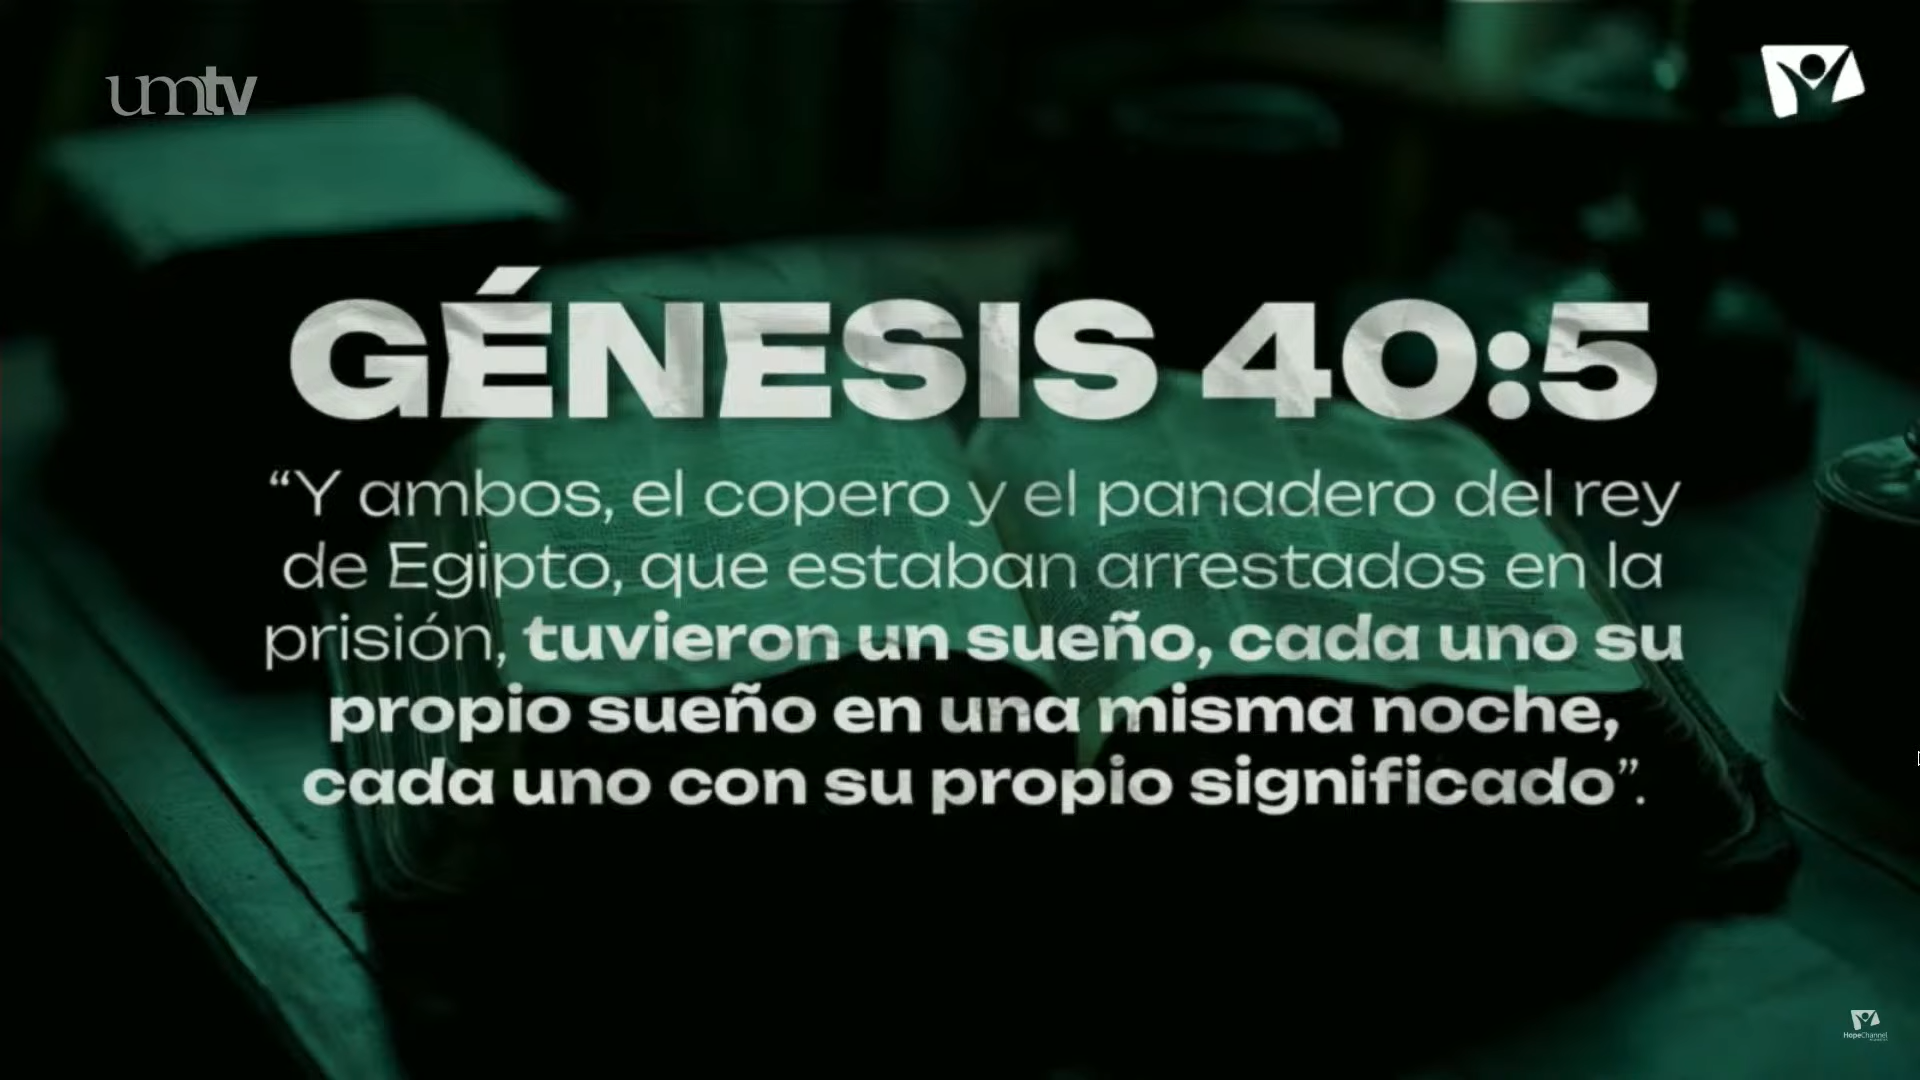 umtv
GÉNESIS 40:5
“Y ambos, el copero y el panadero del rey
de Egipto, que estaban arrestados en la
prisión, tuvieron un sueño, cada uno su
propio sueño en una misma noche,
cada uno con su propio significado”.
HopeChannel